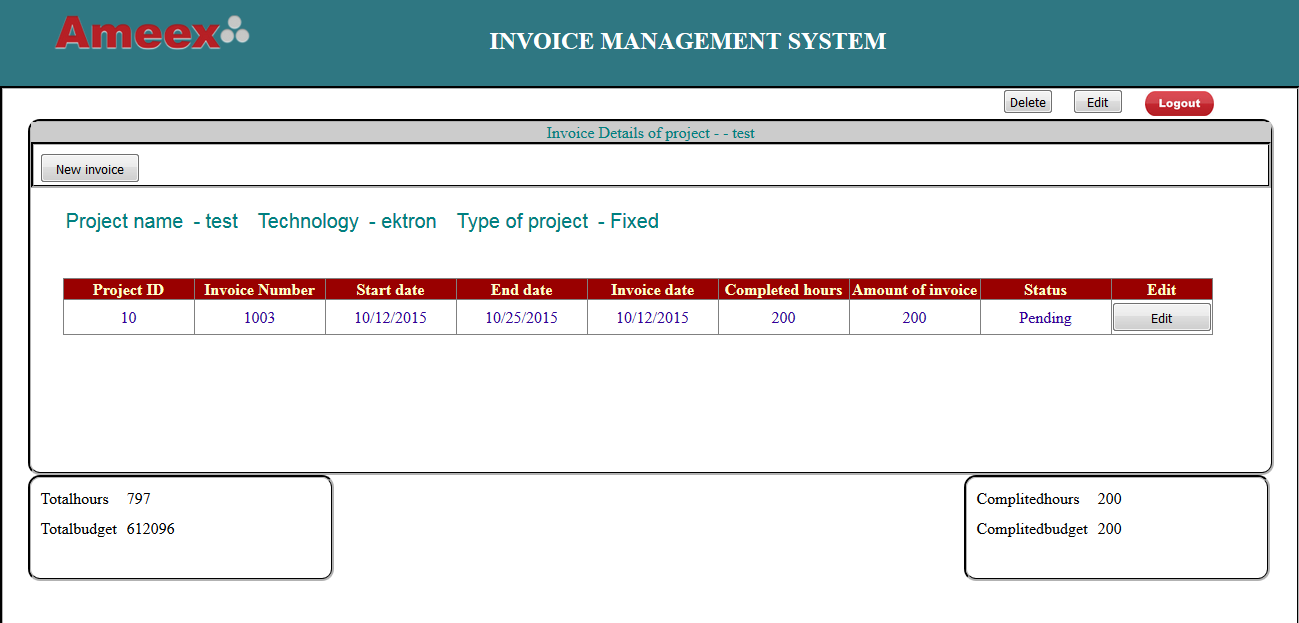 Ameex
INVOICE MANAGEMENT SYSTEM
Delete Edit Logout
Invoice Details of project - - test
New invoice
Project name - test Technology - ektron Type of project - Fixed
Project ID Invoice Number Start date End date Invoice date Completed hours Amount of invoice Status Edit
10 1003 10/12/2015 10/25/2015 10/12/2015 200 200 Pending Edit
Totalhours 797
Totalbudget 612096
Complitedhours 200
Complitedbudget 200